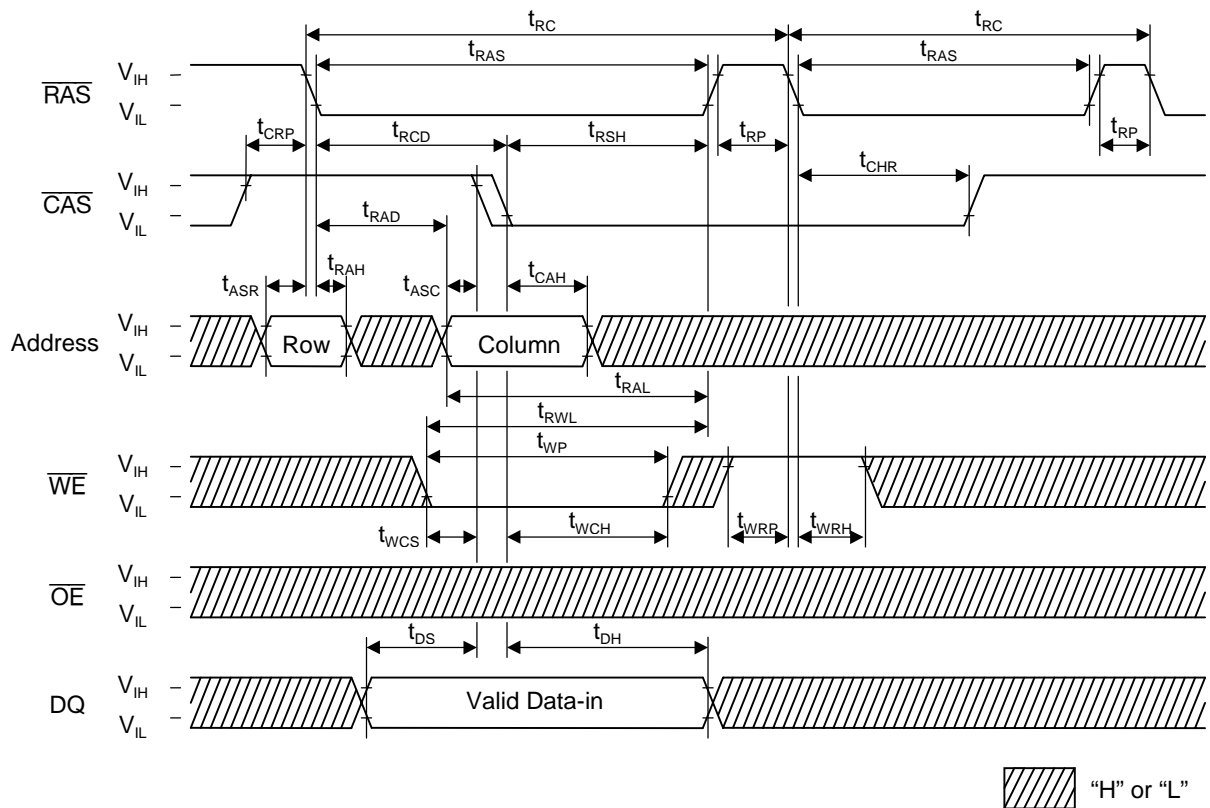 tRC tRC
tRAS tRAS
RAS VIH VIL
tCRP tRCD tRSH tRP tRP
tCHR
CAS VIH VIL
tRAD
tRAH
tASR tASC tCAH
Address VIH VIL Row Column
tRAL
tRWL
tWP
WE VIH VIL
tWCS tWCH tWRP tWRH
OE VIH VIL
tDS tDH
DQ VIH VIL Valid Data-in
“H” or “L”